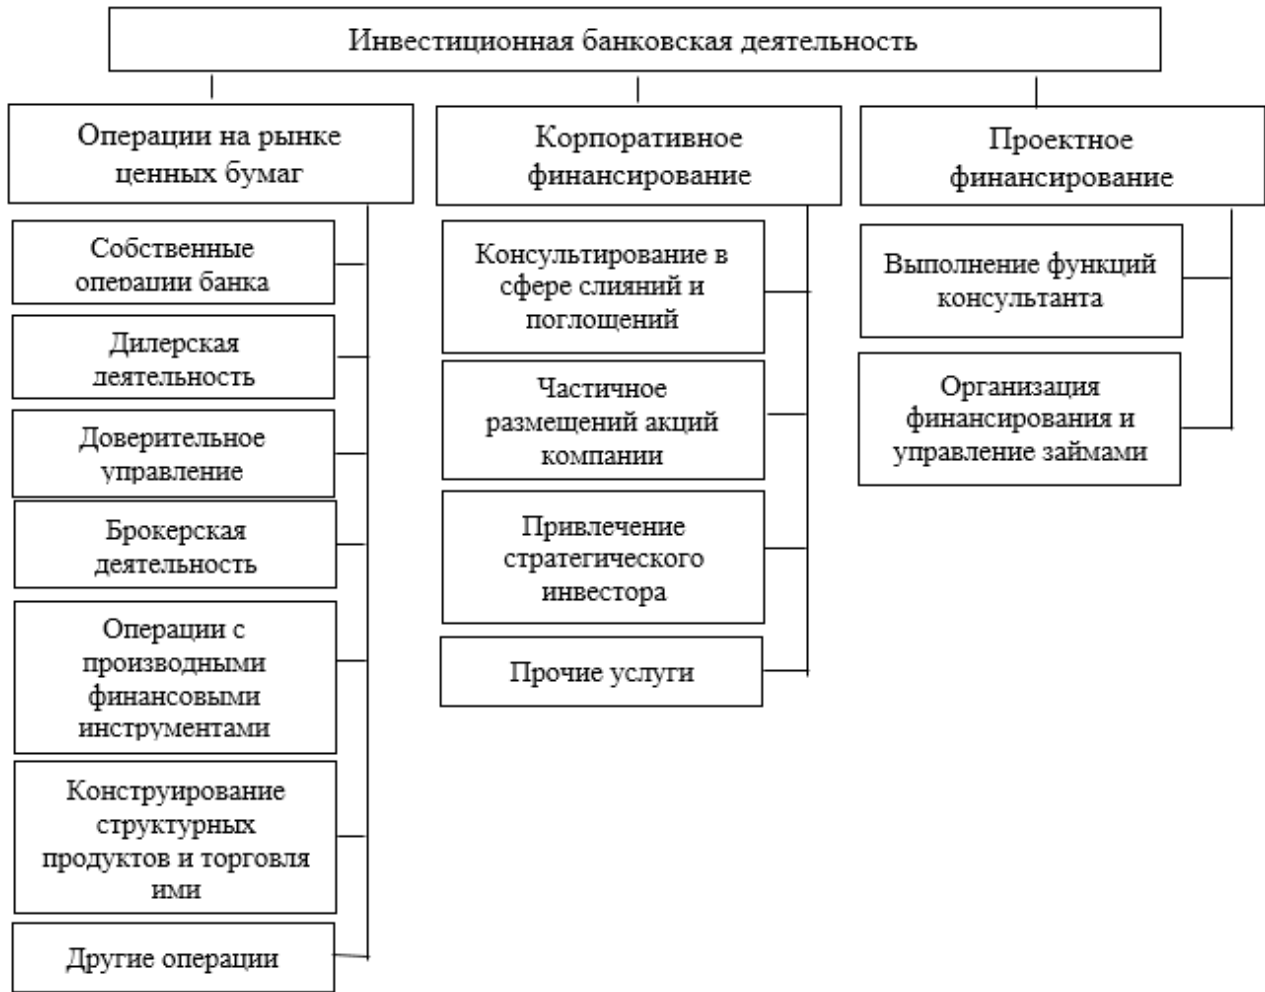 Инвестиционная банковская деятельность
Операции на рынке
ценных бумаг
Собственные
операции банка
Дилерская
деятельность
Доверительное
управление
Брокерская
деятельность
Операции с
производными
финансовыми
инструментами
Конструирование
структурных
продуктов и торговля
ими
Другие операции
Корпоративное
финансирование
Консультирование в
сфере слияний и
поглощений
Частичное
размещений акций
компании
Привлечение
стратегического
инвестора
Прочие услуги
Проектное
финансирование
Выполнение функций
консультанта
Организация
финансирования и
управление займами